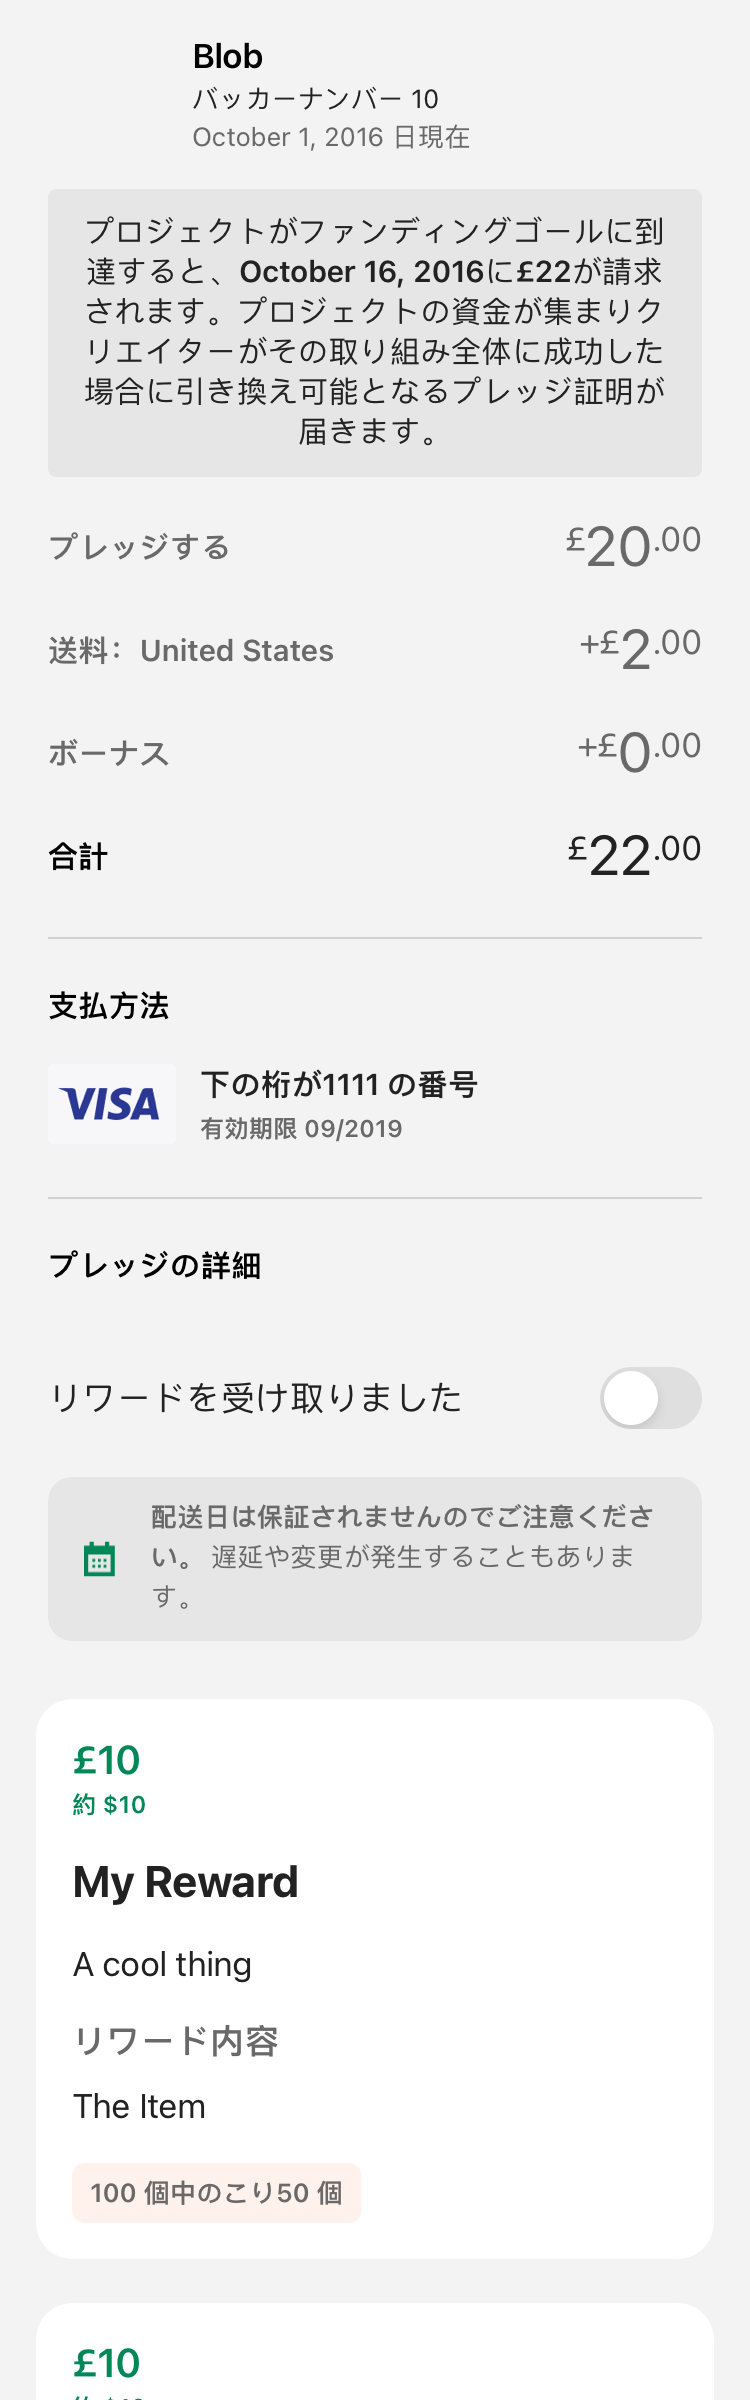 Blob
バッカーナンバー 10
October 1, 2016 日現在
プロジェクトがファンディングゴールに到
達すると、October 16, 2016に£22が請求
されます。プロジェクトの資金が集まりク
リエイターがその取り組み全体に成功した
場合に引き換え可能となるプレッジ証明が
届きます。
プレッジする £20.00
送料： United States +£2.00
ボーナス +£0.00
合計 £22.00
支払方法
VISA
下の桁が1111 の番号
有効期限 09/2019
プレッジの詳細
リワードを受け取りました
配送日は保証されませんのでご注意くださ
い。 遅延や変更が発生することもありま
す。
£10
約 $10
My Reward
A cool thing
リワード内容
The Item
100 個中のこり50 個
£10